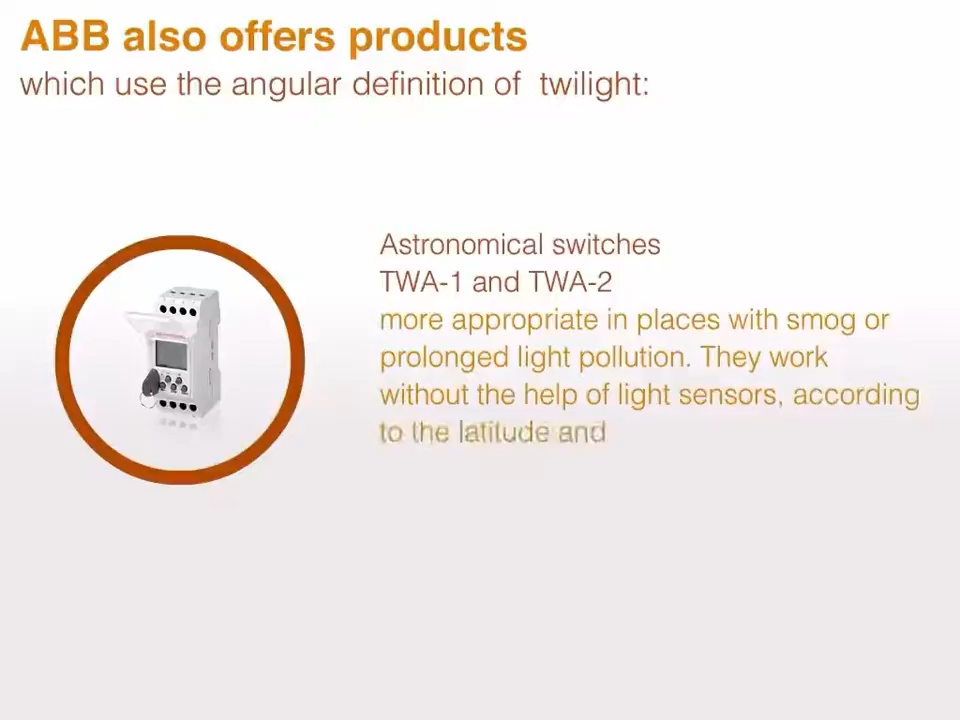 ABB also offers products
which use the angular definition of twilight:
Astronomical switches
TWA-1 and TWA-2
more appropriate in places with smog or
prolonged light pollution. They work
without the help of light sensors, according
to the latitude and